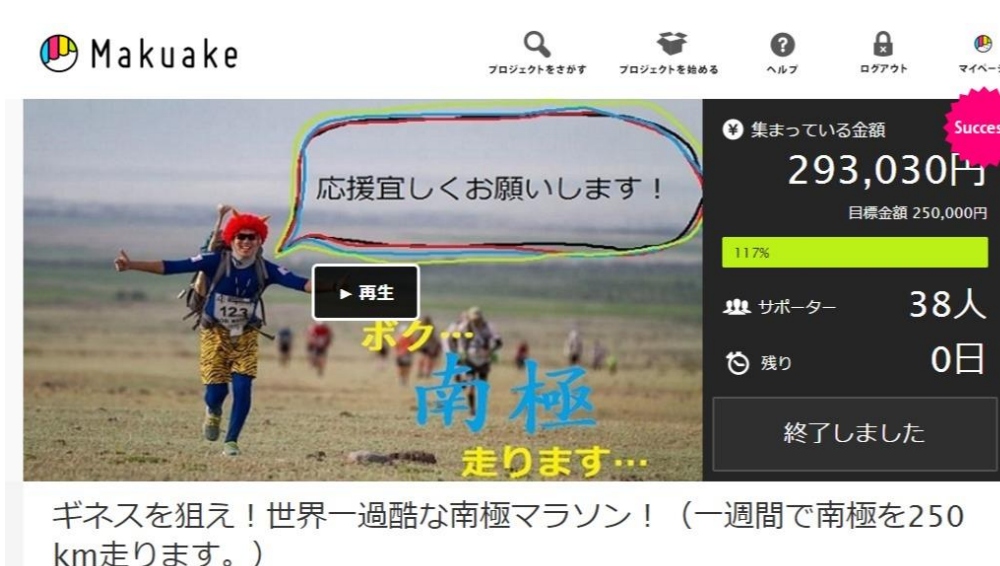 Makuake
プロジェクトをさがす
プロジェクトを始める
ヘルプ
ログアウト
マイペー
応援宜しくお願いします！
123
▶ 再生
ボク…
南極
走ります…
集まっている金額
Succes
293,030円
目標金額 250,000円
117%
サポーター 38人
残り 0日
終了しました
ギネスを狙え！世界一過酷な南極マラソン！（一週間で南極を250
km走ります。）